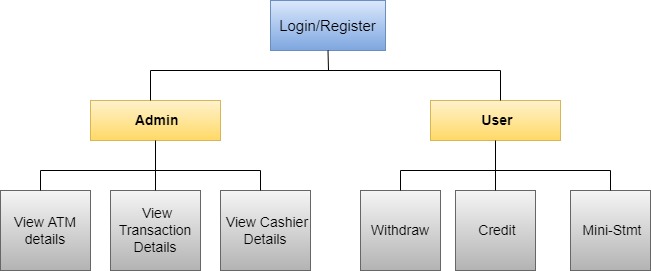 Login/Register
Admin
User
View ATM
details
View
Transaction
Details
View Cashier
Details
Withdraw
Credit
Mini-Stmt